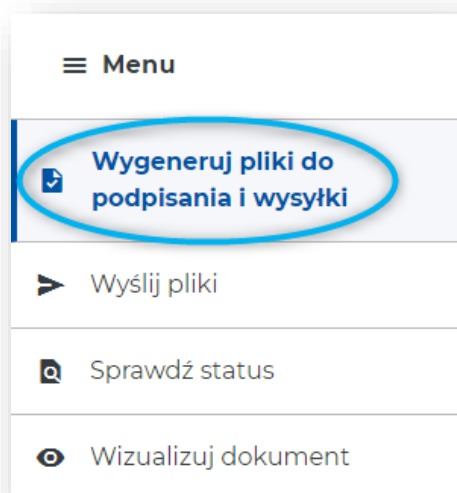 Menu
Wygeneruj pliki do
podpisania i wysyłki
Wyślij pliki
Sprawdź status
Wizualizuj dokument